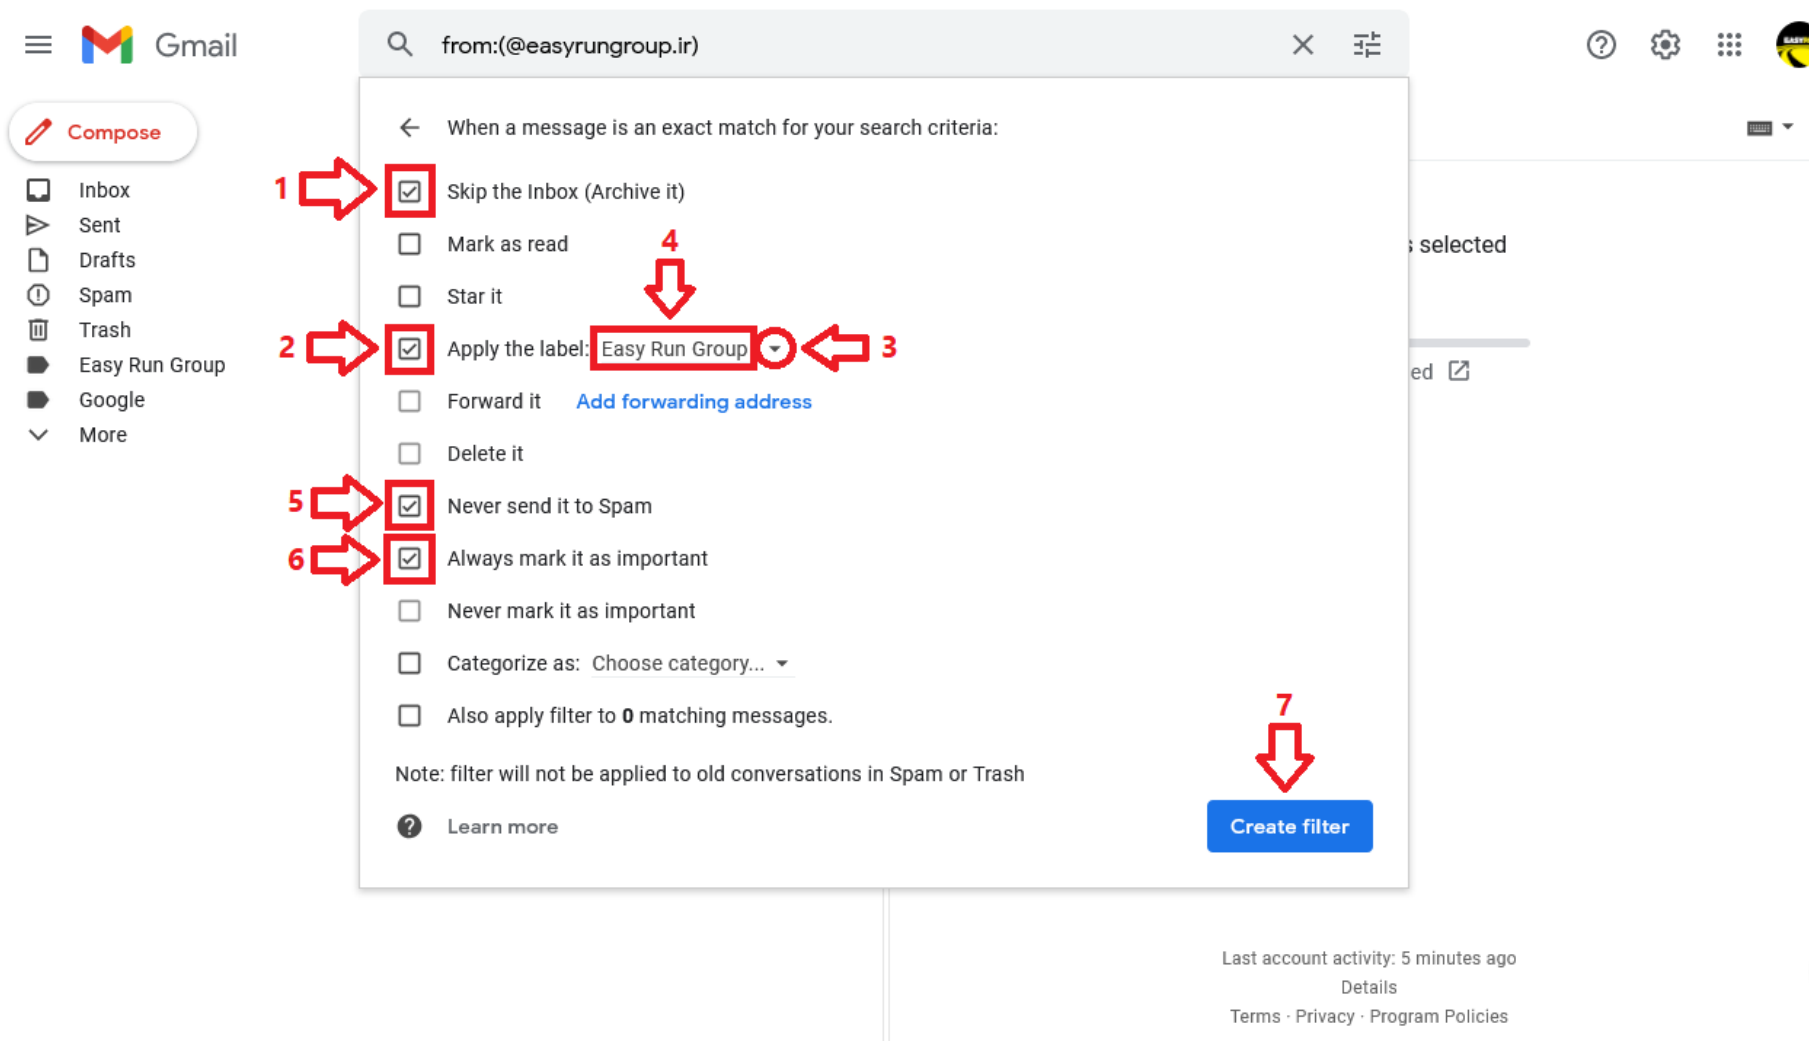 Gmail
from:(@easyrungroup.ir)
Compose
Inbox
Sent
Drafts
Spam
Trash
Easy Run Group
Google
More
When a message is an exact match for your search criteria:
1
Skip the Inbox (Archive it)
Mark as read
4
Star it
2
Apply the label: Easy Run Group
3
Forward it Add forwarding address
Delete it
5
Never send it to Spam
6
Always mark it as important
Never mark it as important
Categorize as: Choose category...
Also apply filter to 0 matching messages.
7
Note: filter will not be applied to old conversations in Spam or Trash
Learn more
Create filter
selected
ed
Last account activity: 5 minutes ago
Details
Terms · Privacy · Program Policies